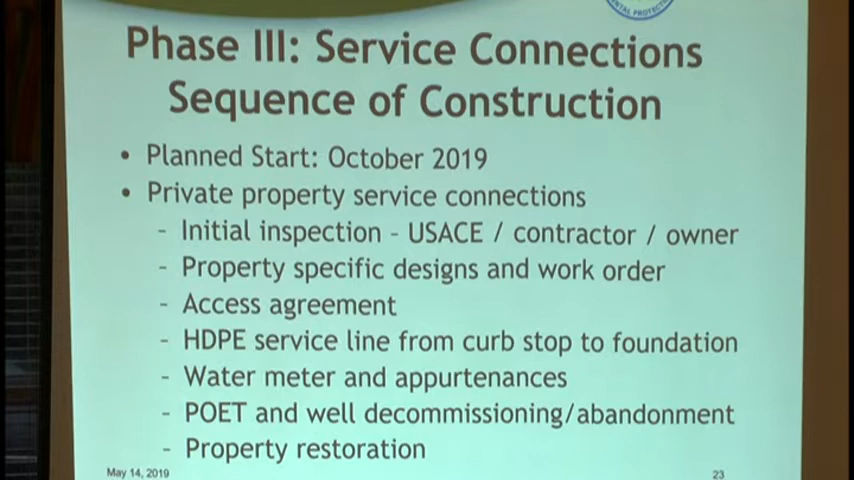 NTAL PROTECT
Phase III: Service Connections
Sequence of Construction
• Planned Start: October 2019
• Private property service connections
- Initial inspection - USACE / contractor / owner
- Property specific designs and work order
- Access agreement
- HDPE service line from curb stop to foundation
- Water meter and appurtenances
- POET and well decommissioning/abandonment
- Property restoration
May 14, 2019
23